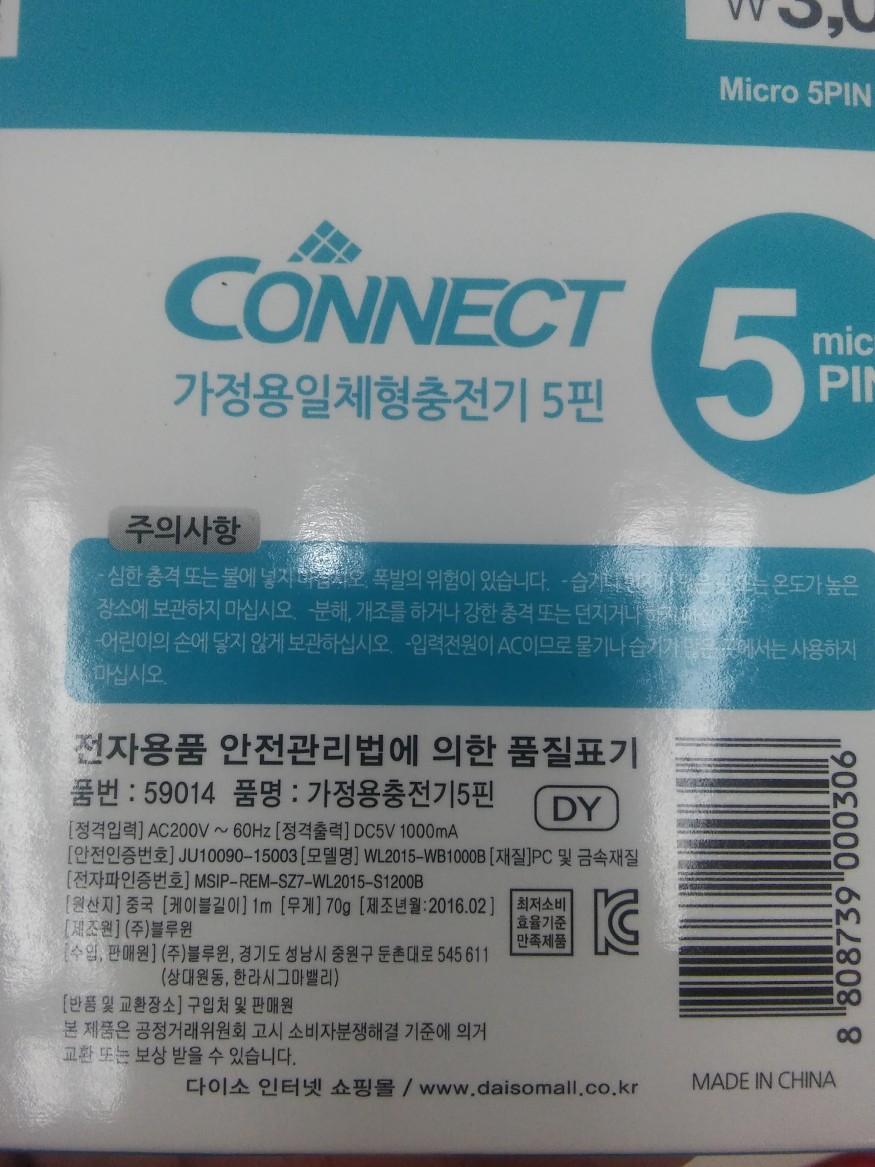 ₩3,0
Micro 5PIN
CONNECT
가정용일체형충전기 5핀
5
PIN
주의사항
- 심한 충격 또는 불에 넣지 마십시오. 폭발의 위험이 있습니다. - 습기나 온도가 높은
장소에 보관하지 마십시오. -분해, 개조를 하거나 강한 충격 또는 던지거나
-어린이의 손에 닿지 않게 보관하십시오. -입력전원이 AC이므로 물기나 습기가 많은 곳에서는 사용하지
마십시오.
전자용품 안전관리법에 의한 품질표기
품번 : 59014 품명 : 가정용충전기5핀 DY
[정격입력] AC200V ~ 60Hz [정격출력] DC5V 1000mA
[안전인증번호] JU10090-15003 [모델명] WL2015-WB1000B [재질]PC 및 금속재질
[전자파인증번호] MSIP-REM-SZ7-WL2015-S1200B
[원산지] 중국 [케이블길이] 1m [무게] 70g [제조년월:2016.02]
[제조원] (주)블루윈
[수입, 판매원] (주)블루윈, 경기도 성남시 중원구 둔촌대로 545 611
(상대원동, 한라시그마밸리)
최저소비
효율기준
만족제품
[반품 및 교환장소] 구입처 및 판매원
본 제품은 공정거래위원회 고시 소비자분쟁해결 기준에 의거
교환 또는 보상 받을 수 있습니다.
다이소 인터넷 쇼핑몰 / www.daisomall.co.kr
8 808739 000306
MADE IN CHINA